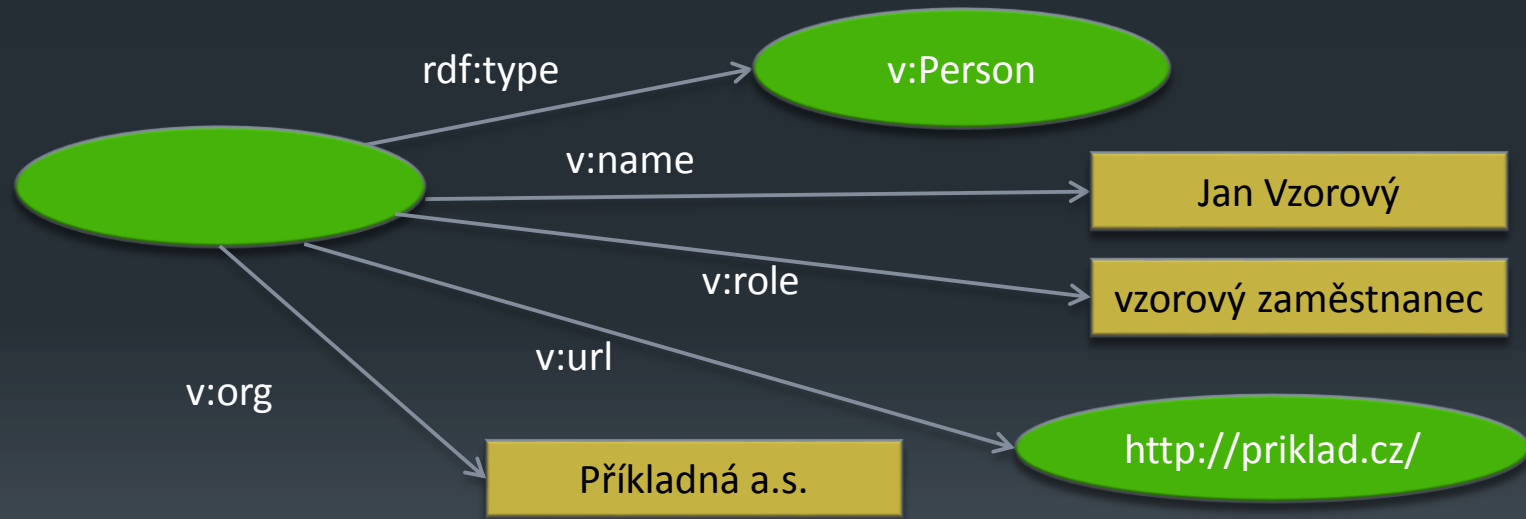 rdf:type
v:Person
v:name
Jan Vzorový
v:role
vzorový zaměstnanec
v:url
v:org
http://priklad.cz/
Příkladná a.s.